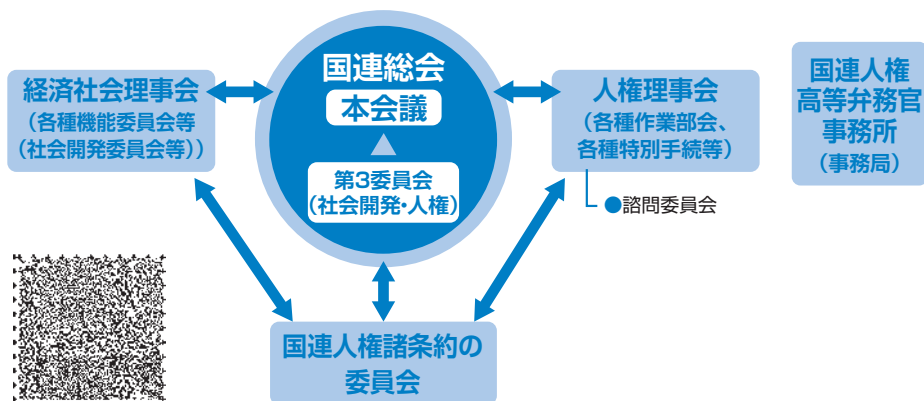 国連総会
本会議
第3委員会
(社会開発・人権)
経済社会理事会
(各種機能委員会等
(社会開発委員会等))
人権理事会
(各種作業部会、
各種特別手続等)
●諮問委員会
国連人権
高等弁務官
事務所
(事務局)
国連人権諸条約の
委員会